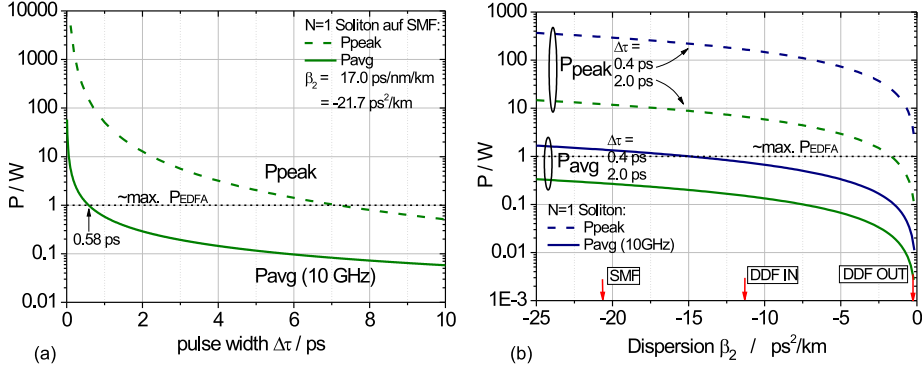 10000
1000
100
10
1
0.1
0.01
P / W
N=1 Soliton auf SMF:
Ppeak
Pavg
β2 = 17.0 ps/nm/km
= -21.7 ps²/km
Ppeak
~max. PEDFA
0.58 ps
Pavg (10 GHz)
0 2 4 6 8 10
(a)
pulse width Δτ / ps
1000
100
10
1
0.1
0.01
1E-3
P / W
Δτ =
0.4 ps
2.0 ps
Ppeak
~max. PEDFA
Δτ =
0.4 ps
2.0 ps
Pavg
N=1 Soliton:
Ppeak
Pavg (10GHz)
SMF
DDF IN
DDF OUT
-25 -20 -15 -10 -5 0
(b)
Dispersion β2 / ps²/km